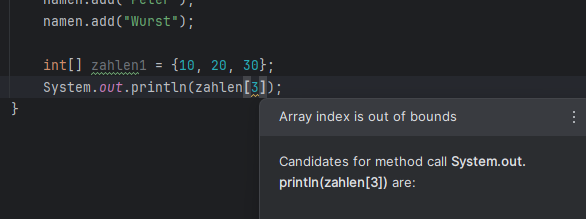 namen.add("Peter");
namen.add("Wurst");
int[] zahlen1 = {10, 20, 30};
System.out.println(zahlen[3]);
}
Array index is out of bounds
Candidates for method call System.out.
println(zahlen[3]) are: